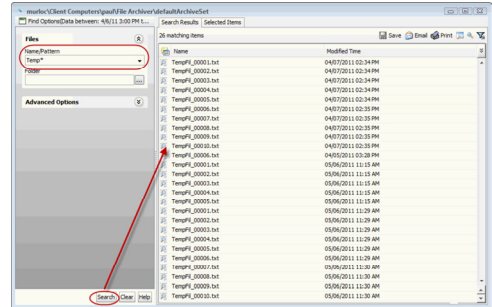 murloc\Client Computers\paul\File Archiver\defaultArchiveSet
Find Options(Data between: 4/6/11 3:00 PM t...
Search Results
Selected Items
Files
26 matching items
Save
Email
Print
Name/Pattern
Temp*
Folder
...
Advanced Options
Name Modified Time
TempFil_00001.txt 04/07/2011 02:34 PM
TempFil_00002.txt 04/07/2011 02:34 PM
TempFil_00003.txt 04/07/2011 02:34 PM
TempFil_00004.txt 04/07/2011 02:34 PM
TempFil_00005.txt 04/07/2011 02:34 PM
TempFil_00006.txt 04/07/2011 02:35 PM
TempFil_00007.txt 04/07/2011 02:35 PM
TempFil_00008.txt 04/07/2011 02:35 PM
TempFil_00009.txt 04/07/2011 02:35 PM
TempFil_00010.txt 04/07/2011 02:35 PM
TempFil_00006.txt 04/05/2011 03:28 PM
TempFil_00001.txt 05/06/2011 11:15 AM
TempFil_00002.txt 05/06/2011 11:15 AM
TempFil_00003.txt 05/06/2011 11:15 AM
TempFil_00004.txt 05/06/2011 11:15 AM
TempFil_00005.txt 05/06/2011 11:15 AM
TempFil_00001.txt 05/06/2011 11:29 AM
TempFil_00002.txt 05/06/2011 11:29 AM
TempFil_00003.txt 05/06/2011 11:29 AM
TempFil_00004.txt 05/06/2011 11:29 AM
TempFil_00005.txt 05/06/2011 11:29 AM
TempFil_00006.txt 05/06/2011 11:29 AM
TempFil_00007.txt 05/06/2011 11:30 AM
TempFil_00008.txt 05/06/2011 11:30 AM
TempFil_00009.txt 05/06/2011 11:30 AM
TempFil_00010.txt 05/06/2011 11:30 AM
Search
Clear
Help